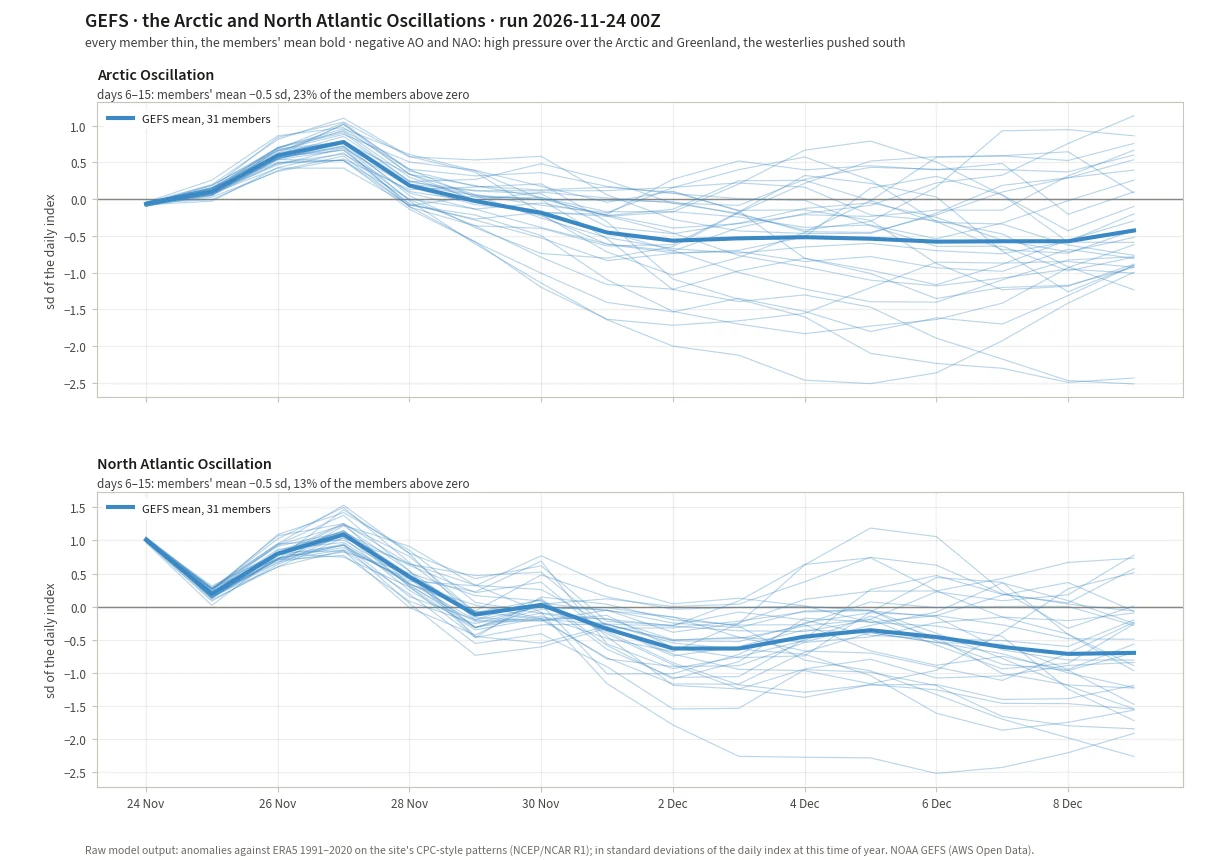 GEFS · the Arctic and North Atlantic Oscillations · run 2026-11-24 00Z
every member thin, the members' mean bold · negative AO and NAO: high pressure over the Arctic and Greenland, the westerlies pushed south
Arctic Oscillation
days 6–15: members' mean −0.5 sd, 23% of the members above zero
GEFS mean, 31 members
sd of the daily index
1.0
0.5
0.0
−0.5
−1.0
−1.5
−2.0
−2.5
North Atlantic Oscillation
days 6–15: members' mean −0.5 sd, 13% of the members above zero
GEFS mean, 31 members
sd of the daily index
1.5
1.0
0.5
0.0
−0.5
−1.0
−1.5
−2.0
−2.5
24 Nov 26 Nov 28 Nov 30 Nov 2 Dec 4 Dec 6 Dec 8 Dec
Raw model output: anomalies against ERA5 1991–2020 on the site's CPC-style patterns (NCEP/NCAR R1); in standard deviations of the daily index at this time of year. NOAA GEFS (AWS Open Data).